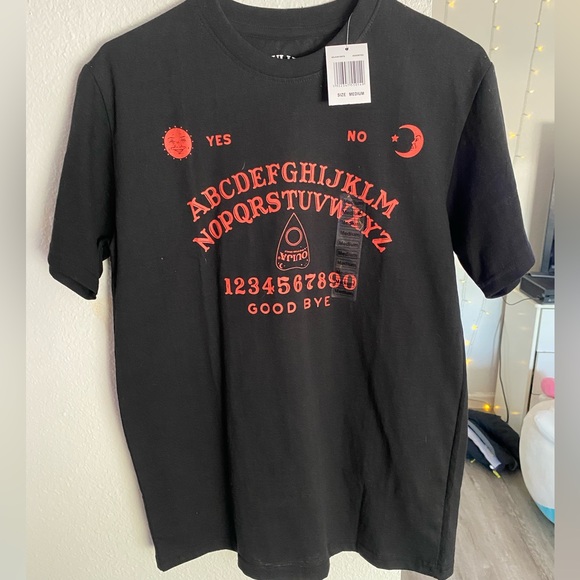 SIZE MEDIUM
YES NO
ABCDEFGHIJKLM
NOPQRSTUVWXYZ
OUIJA
1234567890
GOOD BYE